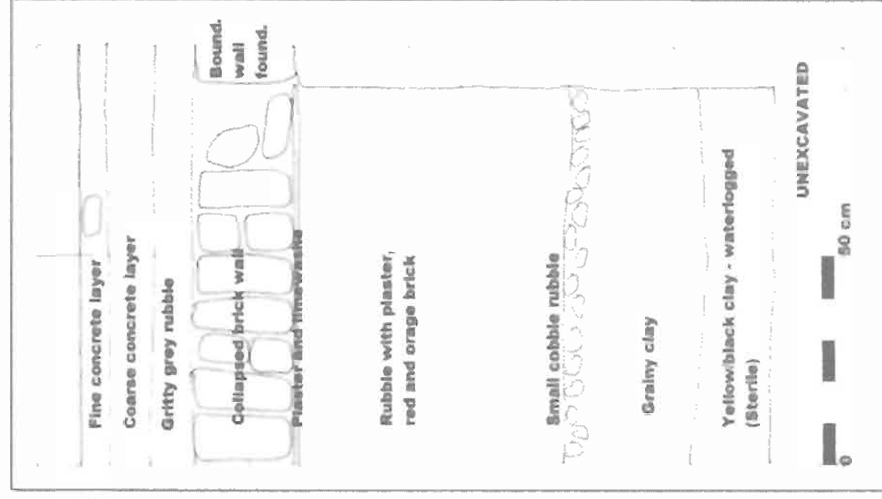 Bound.
wall
found.
Fine concrete layer
Coarse concrete layer
Gritty grey rubble
Collapsed brick wall
Plaster and limewashe
Rubble with plaster,
red and orage brick
Small cobble rubble
Grainy clay
Yellow/black clay - waterlogged
(Sterile)
UNEXCAVATED
0
50 cm